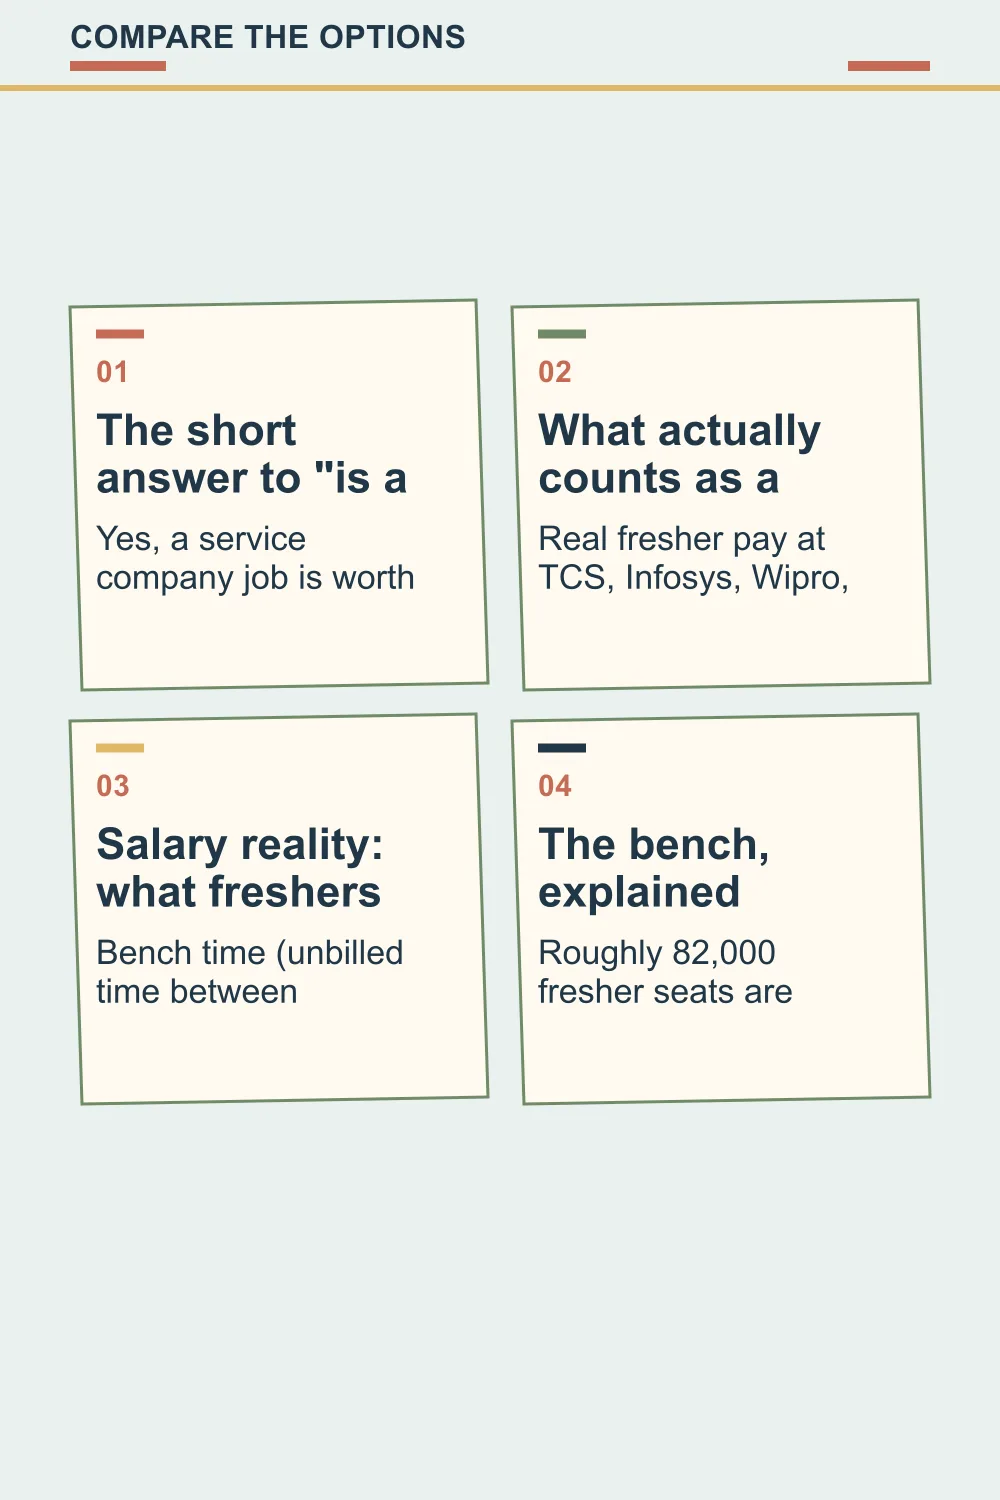 COMPARE THE OPTIONS
01
The short
answer to "is a
Yes, a service
company job is worth
02
What actually
counts as a
Real fresher pay at
TCS, Infosys, Wipro,
03
Salary reality:
what freshers
Bench time (unbilled
time between
04
The bench,
explained
Roughly 82,000
fresher seats are